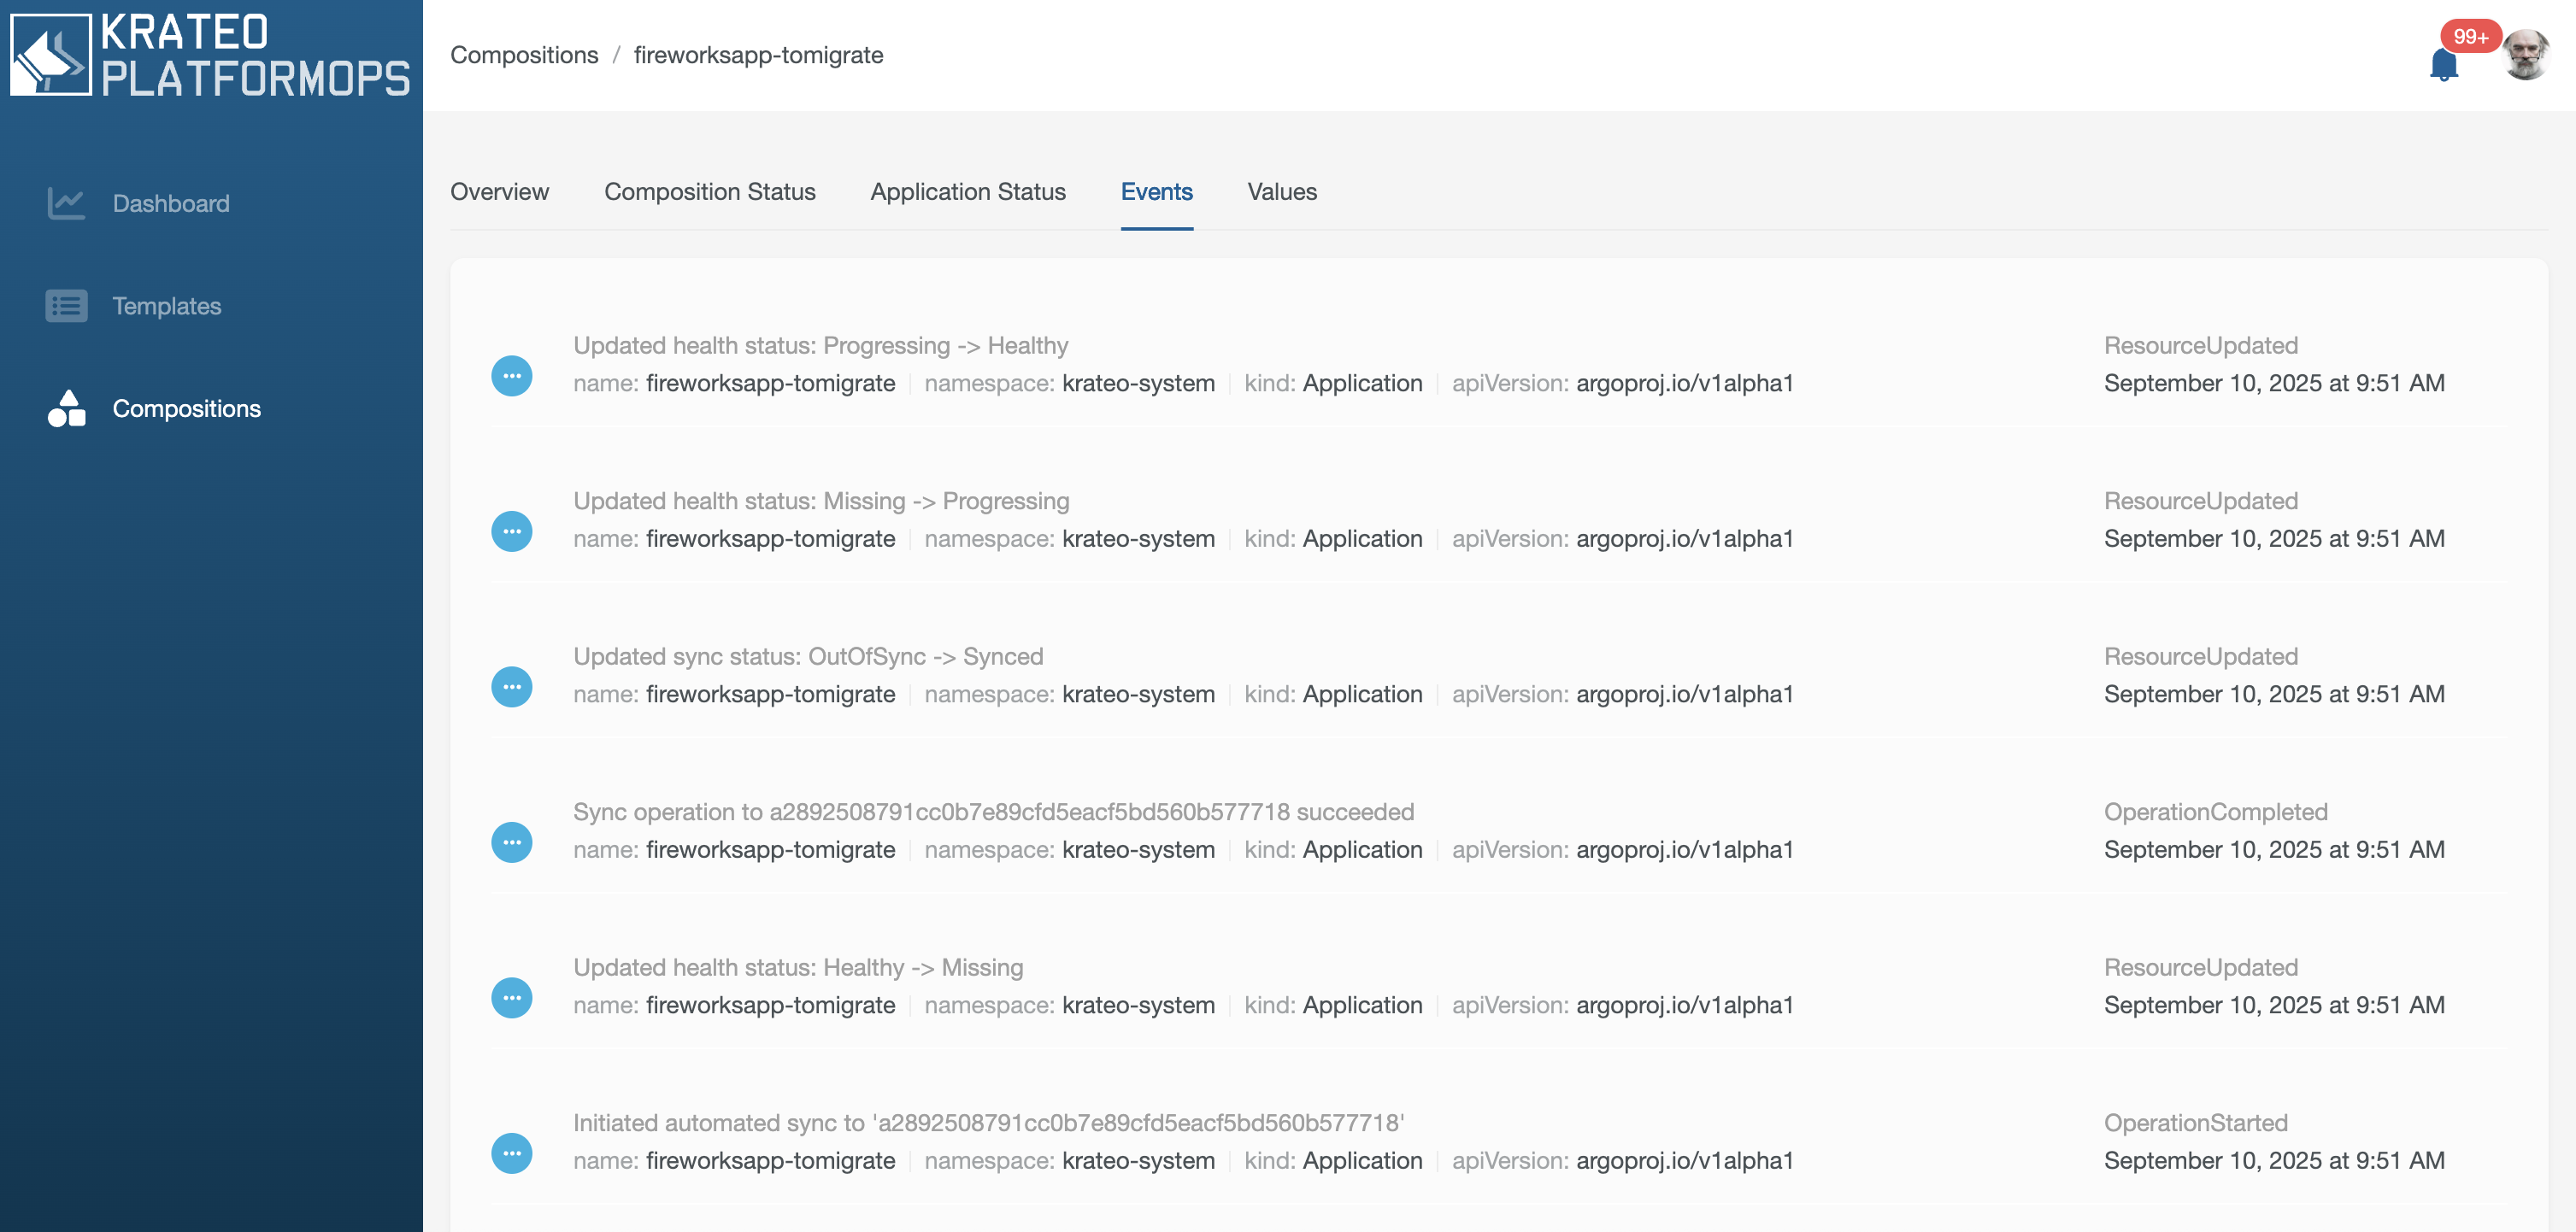 KRATEO
PLATFORMOPS
Compositions / fireworksapp-tomigrate
99+
Dashboard
Templates
Compositions
Overview Composition Status Application Status Events Values
Updated health status: Progressing -> Healthy ResourceUpdated
name: fireworksapp-tomigrate namespace: krateo-system kind: Application apiVersion: argoproj.io/v1alpha1 September 10, 2025 at 9:51 AM
Updated health status: Missing -> Progressing ResourceUpdated
name: fireworksapp-tomigrate namespace: krateo-system kind: Application apiVersion: argoproj.io/v1alpha1 September 10, 2025 at 9:51 AM
Updated sync status: OutOfSync -> Synced ResourceUpdated
name: fireworksapp-tomigrate namespace: krateo-system kind: Application apiVersion: argoproj.io/v1alpha1 September 10, 2025 at 9:51 AM
Sync operation to a2892508791cc0b7e89cfd5eacf5bd560b577718 succeeded OperationCompleted
name: fireworksapp-tomigrate namespace: krateo-system kind: Application apiVersion: argoproj.io/v1alpha1 September 10, 2025 at 9:51 AM
Updated health status: Healthy -> Missing ResourceUpdated
name: fireworksapp-tomigrate namespace: krateo-system kind: Application apiVersion: argoproj.io/v1alpha1 September 10, 2025 at 9:51 AM
Initiated automated sync to 'a2892508791cc0b7e89cfd5eacf5bd560b577718' OperationStarted
name: fireworksapp-tomigrate namespace: krateo-system kind: Application apiVersion: argoproj.io/v1alpha1 September 10, 2025 at 9:51 AM